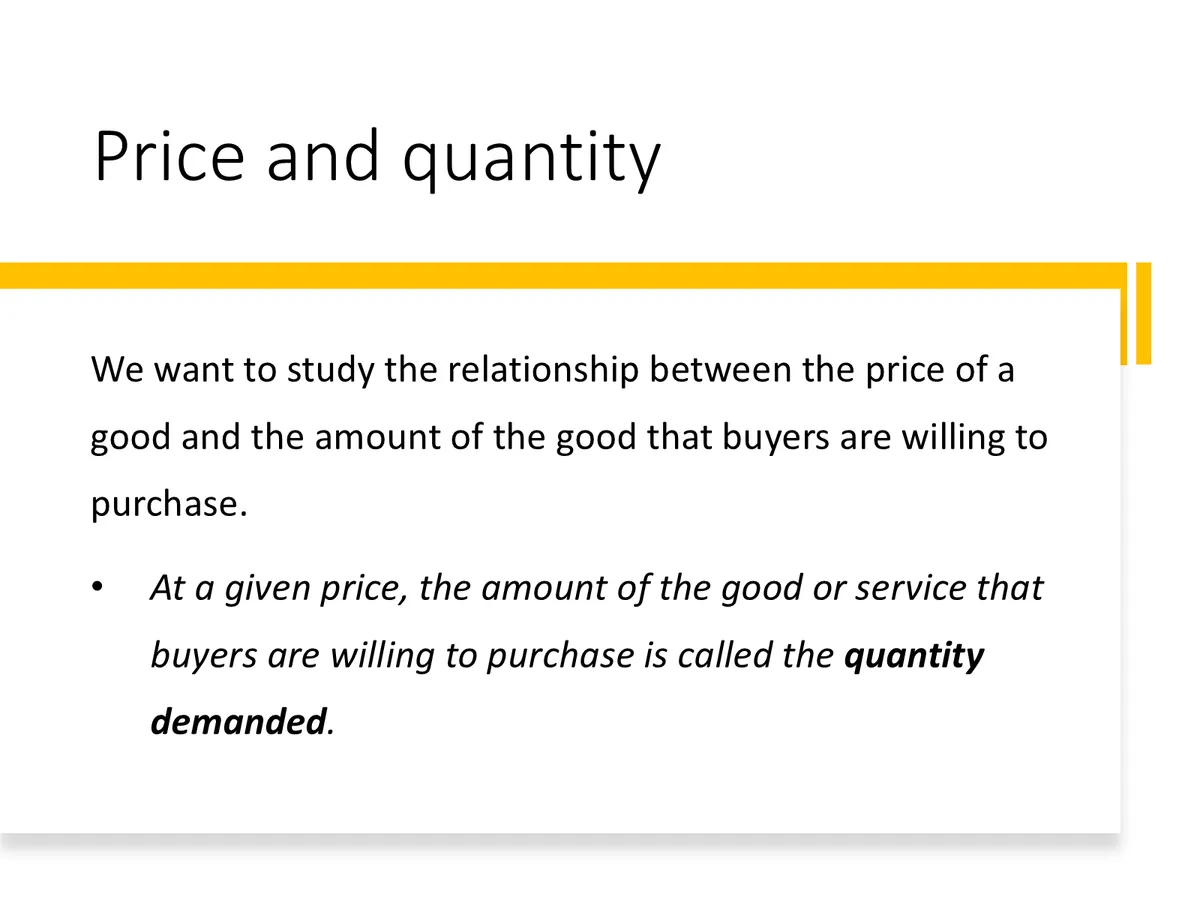 Price and quantity
We want to study the relationship between the price of a
good and the amount of the good that buyers are willing to
purchase.
• At a given price, the amount of the good or service that
buyers are willing to purchase is called the quantity
demanded.